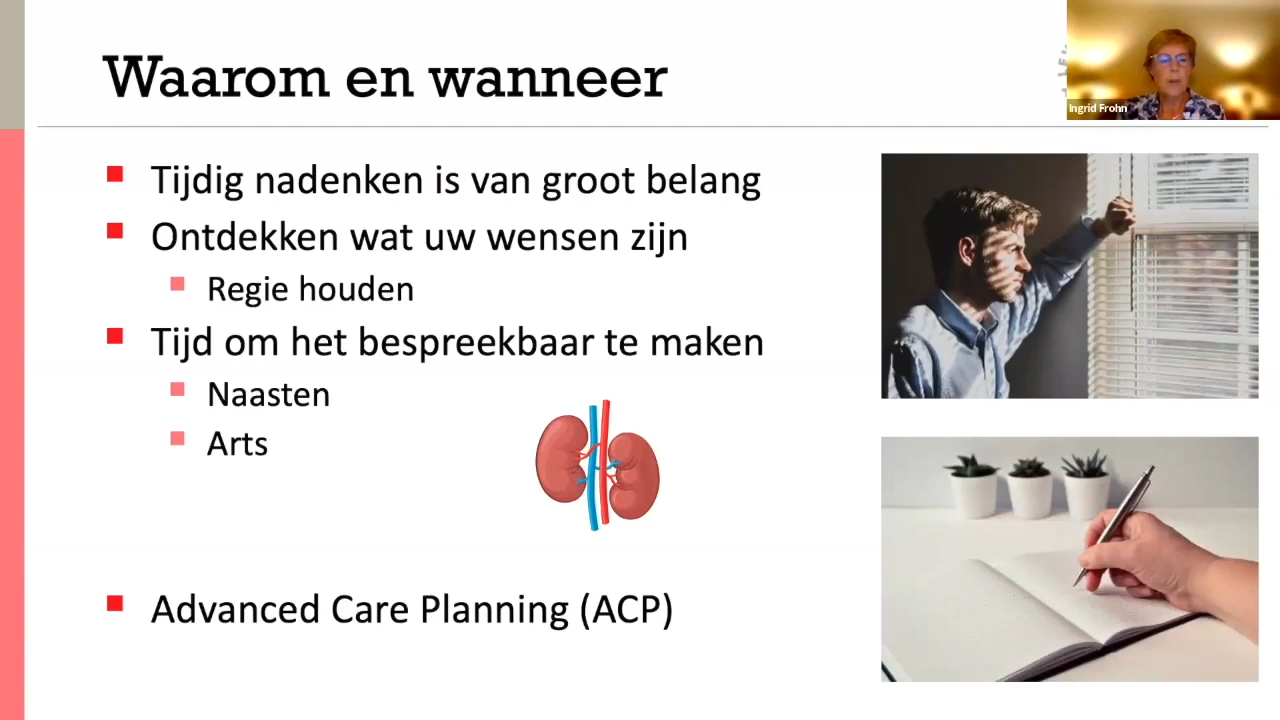 Waarom en wanneer
Ingrid Frohn
Tijdig nadenken is van groot belang
Ontdekken wat uw wensen zijn
Regie houden
Tijd om het bespreekbaar te maken
Naasten
Arts
Advanced Care Planning (ACP)